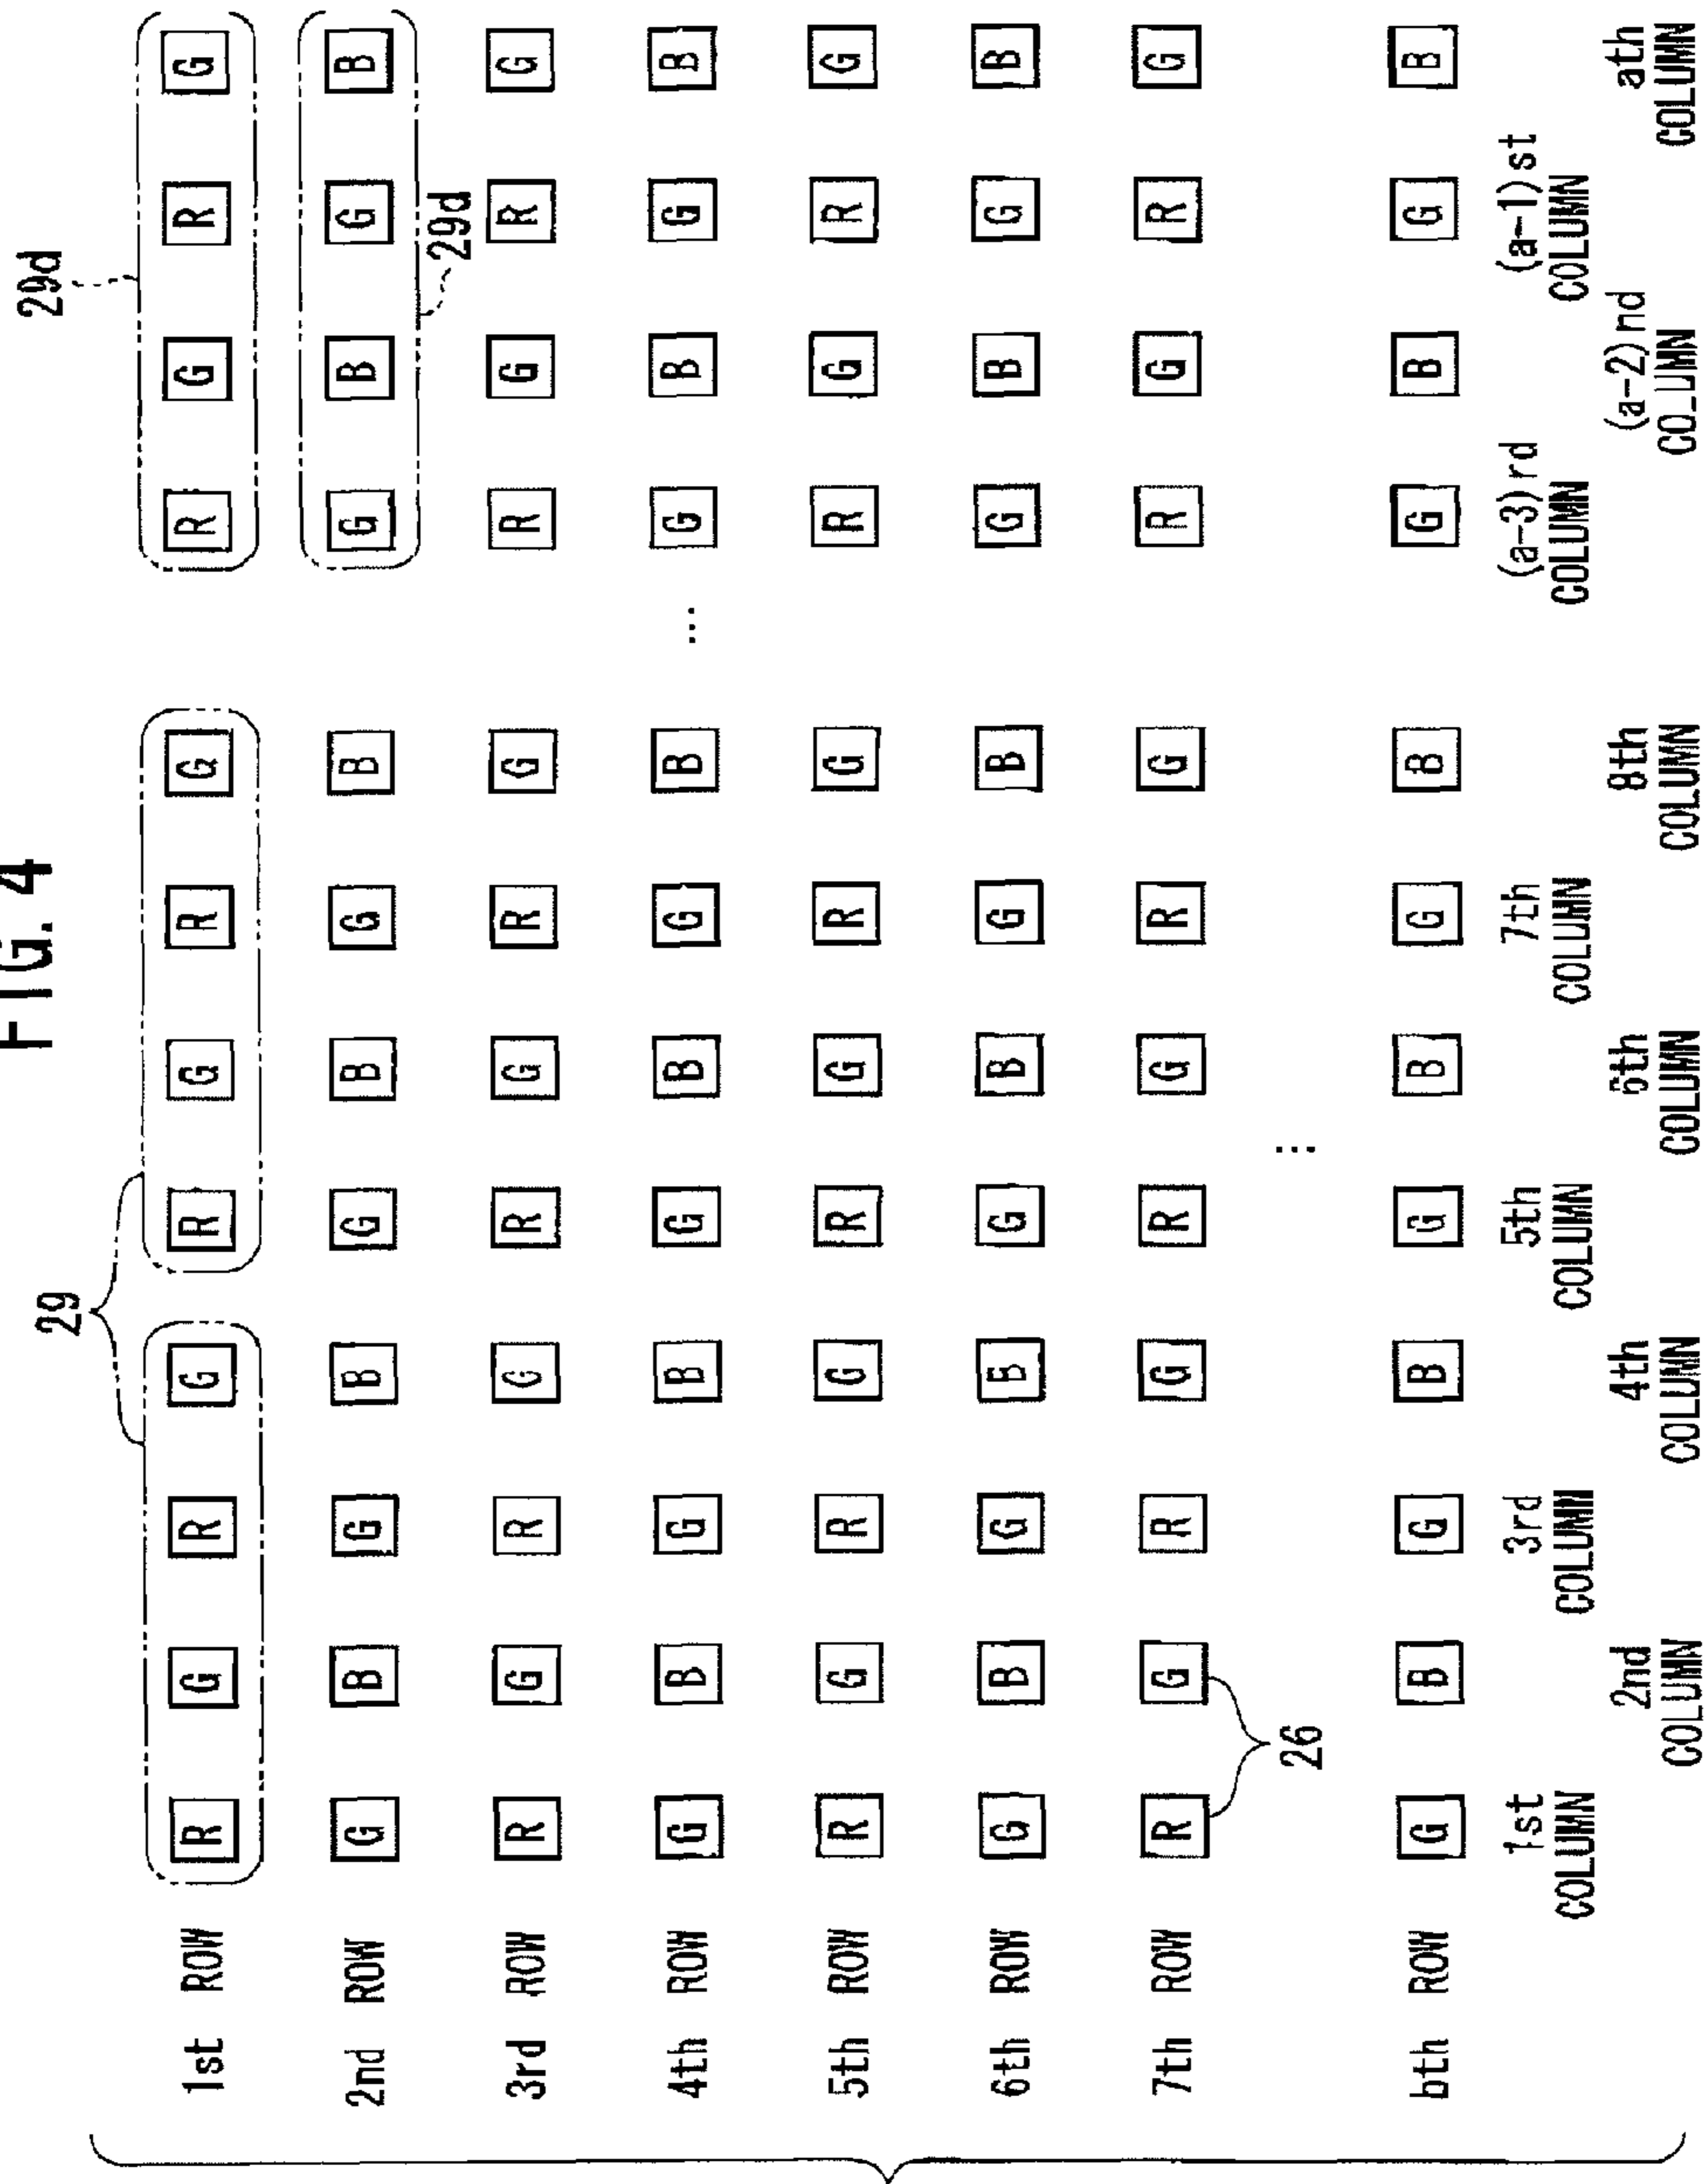 FIG. 4
29 29d
1st ROW R G R G R G R G R G R G
2nd ROW G B G B G B G B G B G B
29d
3rd ROW R G R G R G R G R G R G
4th ROW G B G B G B G B ... G B G B
5th ROW R G R G R G R G R G R G
6th ROW G B G B G B G B G B G B
7th ROW R G R G R G R G R G R G
26 ...
bth ROW G B G B G B G B G B G B
1st COLUMN
2nd COLUMN
3rd COLUMN
4th COLUMN
5th COLUMN
6th COLUMN
7th COLUMN
8th COLUMN
(a-3)rd COLUMN
(a-2)nd COLUMN
(a-1)st COLUMN
ath COLUMN